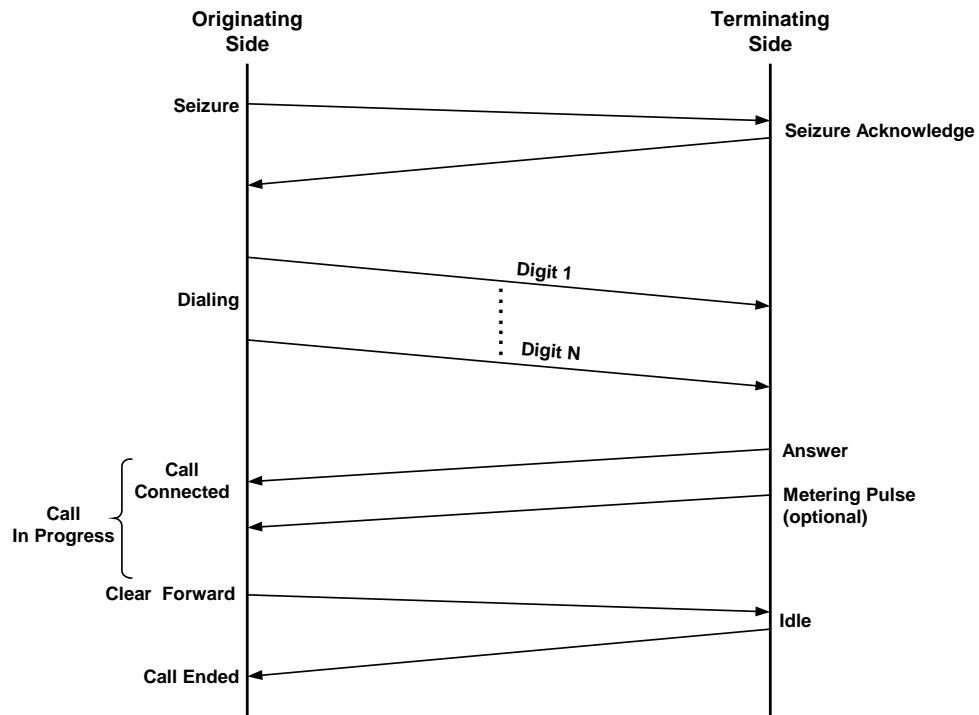 Originating
Side
Terminating
Side
Seizure
Seizure Acknowledge
Digit 1
Dialing
Digit N
Answer
Call
Connected
Metering Pulse
(optional)
Call
In Progress
Clear Forward
Idle
Call Ended